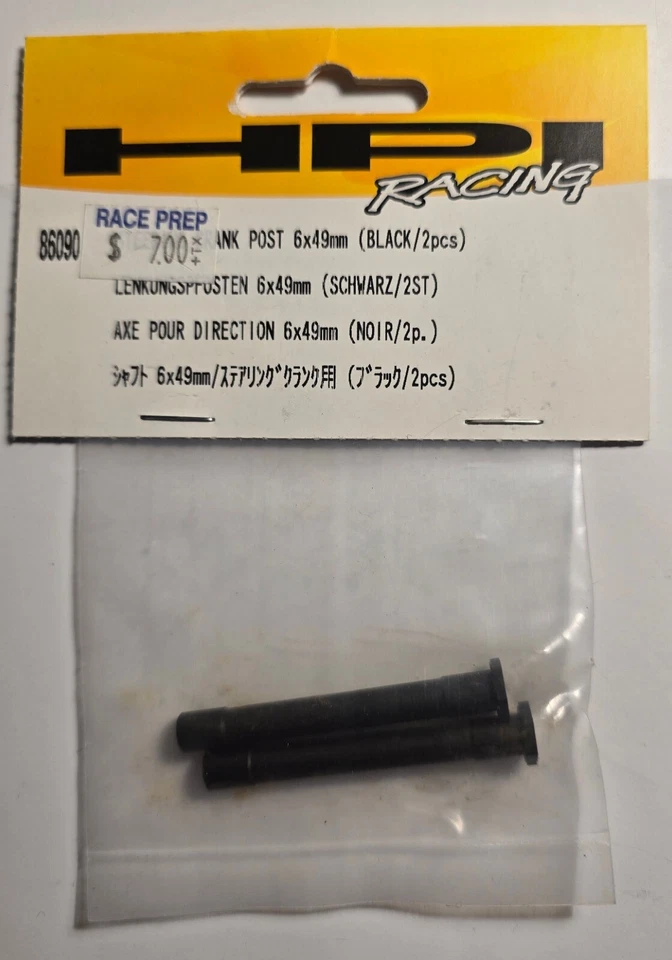 HPI
RACING
RACE PREP
$ 7.00 +TX
86090 ANK POST 6x49mm (BLACK/2pcs)
LENKUNGSPFOSTEN 6x49mm (SCHWARZ/2ST)
AXE POUR DIRECTION 6x49mm (NOIR/2p.)
ｼｬﾌﾄ 6x49mm/ｽﾃｱﾘﾝｸﾞｸﾗﾝｸ用 (ﾌﾞﾗｯｸ/2pcs)